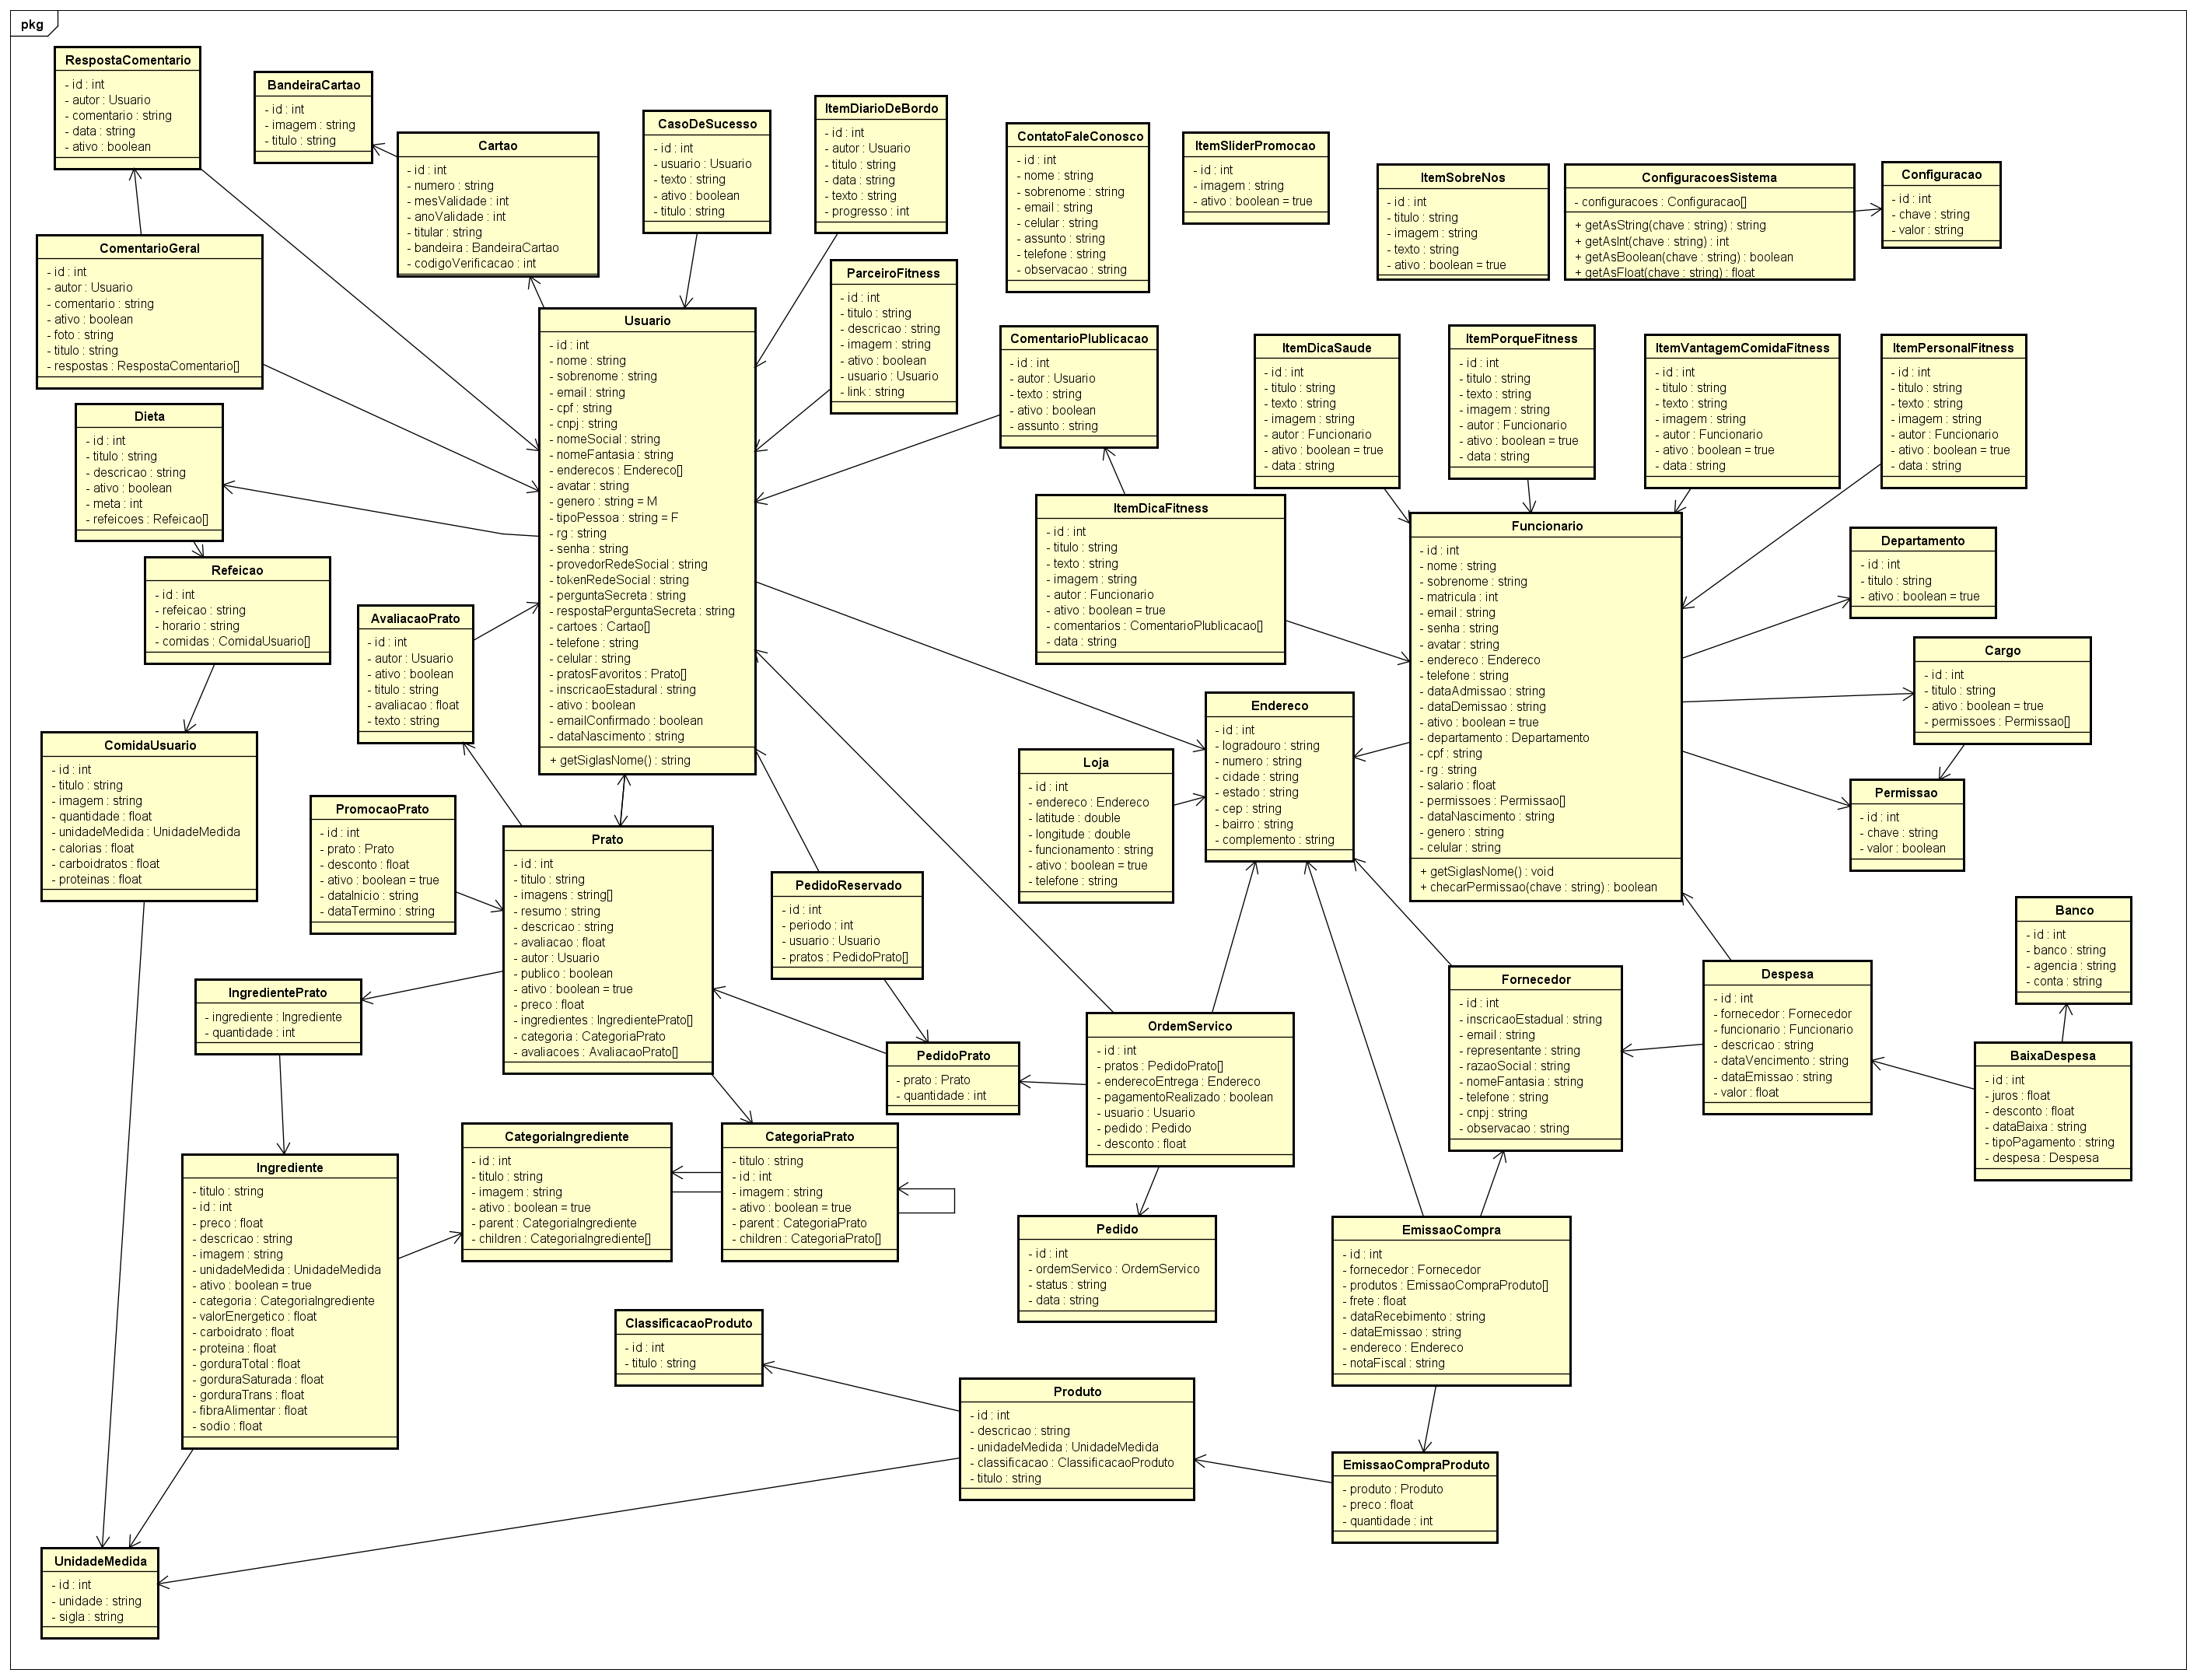 pkg
RespostaComentario
- id : int
- autor : Usuario
- comentario : string
- data : string
- ativo : boolean
BandeiraCartao
- id : int
- imagem : string
- titulo : string
Cartao
- id : int
- numero : string
- mesValidade : int
- anoValidade : int
- titular : string
- bandeira : BandeiraCartao
- codigoVerificacao : int
CasoDeSucesso
- id : int
- usuario : Usuario
- texto : string
- ativo : boolean
- titulo : string
ItemDiarioDeBordo
- id : int
- autor : Usuario
- titulo : string
- data : string
- texto : string
- progresso : int
ContatoFaleConosco
- id : int
- nome : string
- sobrenome : string
- email : string
- celular : string
- assunto : string
- telefone : string
- observacao : string
ItemSliderPromocao
- id : int
- imagem : string
- ativo : boolean = true
ItemSobreNos
- id : int
- titulo : string
- imagem : string
- texto : string
- ativo : boolean = true
ConfiguracoesSistema
- configuracoes : Configuracao[]
+ getAsString(chave : string) : string
+ getAsInt(chave : string) : int
+ getAsBoolean(chave : string) : boolean
+ getAsFloat(chave : string) : float
Configuracao
- id : int
- chave : string
- valor : string
ComentarioGeral
- id : int
- autor : Usuario
- comentario : string
- ativo : boolean
- foto : string
- titulo : string
- respostas : RespostaComentario[]
Usuario
- id : int
- nome : string
- sobrenome : string
- email : string
- cpf : string
- cnpj : string
- nomeSocial : string
- nomeFantasia : string
- enderecos : Endereco[]
- avatar : string
- genero : string = M
- tipoPessoa : string = F
- rg : string
- senha : string
- provedorRedeSocial : string
- tokenRedeSocial : string
- perguntaSecreta : string
- respostaPerguntaSecreta : string
- cartoes : Cartao[]
- telefone : string
- celular : string
- pratosFavoritos : Prato[]
- inscricaoEstadural : string
- ativo : boolean
- emailConfirmado : boolean
- dataNascimento : string
+ getSiglasNome() : string
ParceiroFitness
- id : int
- titulo : string
- descricao : string
- imagem : string
- ativo : boolean
- usuario : Usuario
- link : string
ComentarioPlublicacao
- id : int
- autor : Usuario
- texto : string
- ativo : boolean
- assunto : string
ItemDicaSaude
- id : int
- titulo : string
- texto : string
- imagem : string
- autor : Funcionario
- ativo : boolean = true
- data : string
ItemPorqueFitness
- id : int
- titulo : string
- texto : string
- imagem : string
- autor : Funcionario
- ativo : boolean = true
- data : string
ItemVantagemComidaFitness
- id : int
- titulo : string
- texto : string
- imagem : string
- autor : Funcionario
- ativo : boolean = true
- data : string
ItemPersonalFitness
- id : int
- titulo : string
- texto : string
- imagem : string
- autor : Funcionario
- ativo : boolean = true
- data : string
Dieta
- id : int
- titulo : string
- descricao : string
- ativo : boolean
- meta : int
- refeicoes : Refeicao[]
ItemDicaFitness
- id : int
- titulo : string
- texto : string
- imagem : string
- autor : Funcionario
- ativo : boolean = true
- comentarios : ComentarioPlublicacao[]
- data : string
Funcionario
- id : int
- nome : string
- sobrenome : string
- matricula : int
- email : string
- senha : string
- avatar : string
- endereco : Endereco
- telefone : string
- dataAdmissao : string
- dataDemissao : string
- ativo : boolean = true
- departamento : Departamento
- cpf : string
- rg : string
- salario : float
- permissoes : Permissao[]
- dataNascimento : string
- genero : string
- celular : string
+ getSiglasNome() : void
+ checarPermissao(chave : string) : boolean
Departamento
- id : int
- titulo : string
- ativo : boolean = true
Refeicao
- id : int
- refeicao : string
- horario : string
- comidas : ComidaUsuario[]
AvaliacaoPrato
- id : int
- autor : Usuario
- ativo : boolean
- titulo : string
- avaliacao : float
- texto : string
Cargo
- id : int
- titulo : string
- ativo : boolean = true
- permissoes : Permissao[]
Endereco
- id : int
- logradouro : string
- numero : string
- cidade : string
- estado : string
- cep : string
- bairro : string
- complemento : string
ComidaUsuario
- id : int
- titulo : string
- imagem : string
- quantidade : float
- unidadeMedida : UnidadeMedida
- calorias : float
- carboidratos : float
- proteinas : float
Loja
- id : int
- endereco : Endereco
- latitude : double
- longitude : double
- funcionamento : string
- ativo : boolean = true
- telefone : string
Permissao
- id : int
- chave : string
- valor : boolean
PromocaoPrato
- id : int
- prato : Prato
- desconto : float
- ativo : boolean = true
- dataInicio : string
- dataTermino : string
Prato
- id : int
- titulo : string
- imagens : string[]
- resumo : string
- descricao : string
- avaliacao : float
- autor : Usuario
- publico : boolean
- ativo : boolean = true
- preco : float
- ingredientes : IngredientePrato[]
- categoria : CategoriaPrato
- avaliacoes : AvaliacaoPrato[]
PedidoReservado
- id : int
- periodo : int
- usuario : Usuario
- pratos : PedidoPrato[]
Banco
- id : int
- banco : string
- agencia : string
- conta : string
IngredientePrato
- ingrediente : Ingrediente
- quantidade : int
Fornecedor
- id : int
- inscricaoEstadual : string
- email : string
- representante : string
- razaoSocial : string
- nomeFantasia : string
- telefone : string
- cnpj : string
- observacao : string
Despesa
- id : int
- fornecedor : Fornecedor
- funcionario : Funcionario
- descricao : string
- dataVencimento : string
- dataEmissao : string
- valor : float
OrdemServico
- id : int
- pratos : PedidoPrato[]
- enderecoEntrega : Endereco
- pagamentoRealizado : boolean
- usuario : Usuario
- pedido : Pedido
- desconto : float
PedidoPrato
- prato : Prato
- quantidade : int
BaixaDespesa
- id : int
- juros : float
- desconto : float
- dataBaixa : string
- tipoPagamento : string
- despesa : Despesa
CategoriaIngrediente
- id : int
- titulo : string
- imagem : string
- ativo : boolean = true
- parent : CategoriaIngrediente
- children : CategoriaIngrediente[]
CategoriaPrato
- titulo : string
- id : int
- imagem : string
- ativo : boolean = true
- parent : CategoriaPrato
- children : CategoriaPrato[]
Ingrediente
- titulo : string
- id : int
- preco : float
- descricao : string
- imagem : string
- unidadeMedida : UnidadeMedida
- ativo : boolean = true
- categoria : CategoriaIngrediente
- valorEnergetico : float
- carboidrato : float
- proteina : float
- gorduraTotal : float
- gorduraSaturada : float
- gorduraTrans : float
- fibraAlimentar : float
- sodio : float
Pedido
- id : int
- ordemServico : OrdemServico
- status : string
- data : string
EmissaoCompra
- id : int
- fornecedor : Fornecedor
- produtos : EmissaoCompraProduto[]
- frete : float
- dataRecebimento : string
- dataEmissao : string
- endereco : Endereco
- notaFiscal : string
ClassificacaoProduto
- id : int
- titulo : string
Produto
- id : int
- descricao : string
- unidadeMedida : UnidadeMedida
- classificacao : ClassificacaoProduto
- titulo : string
EmissaoCompraProduto
- produto : Produto
- preco : float
- quantidade : int
UnidadeMedida
- id : int
- unidade : string
- sigla : string